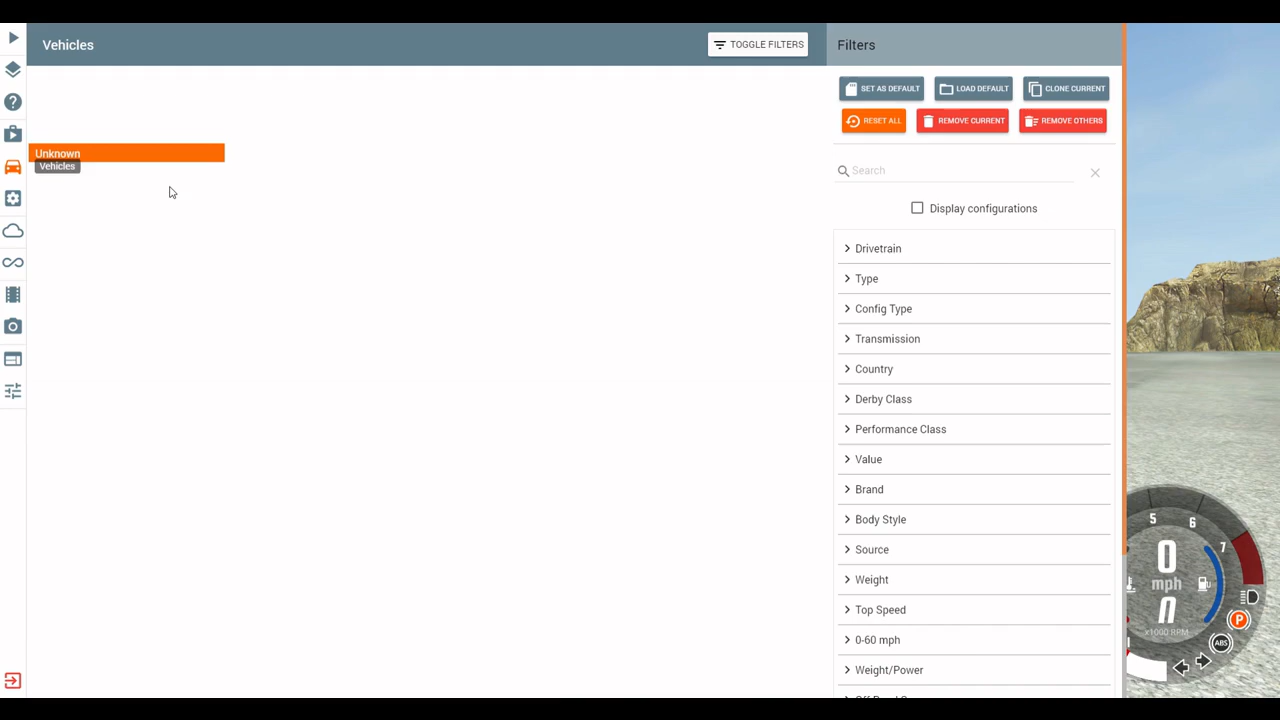 Vehicles
TOGGLE FILTERS
Filters
SET AS DEFAULT
LOAD DEFAULT
CLONE CURRENT
RESET ALL
REMOVE CURRENT
REMOVE OTHERS
Unknown
Vehicles
Search
Display configurations
Drivetrain
Type
Config Type
Transmission
Country
Derby Class
Performance Class
Value
Brand
Body Style
Source
Weight
Top Speed
0-60 mph
Weight/Power
5 6 7
0
mph
n
x1000 RPM
P
ABS